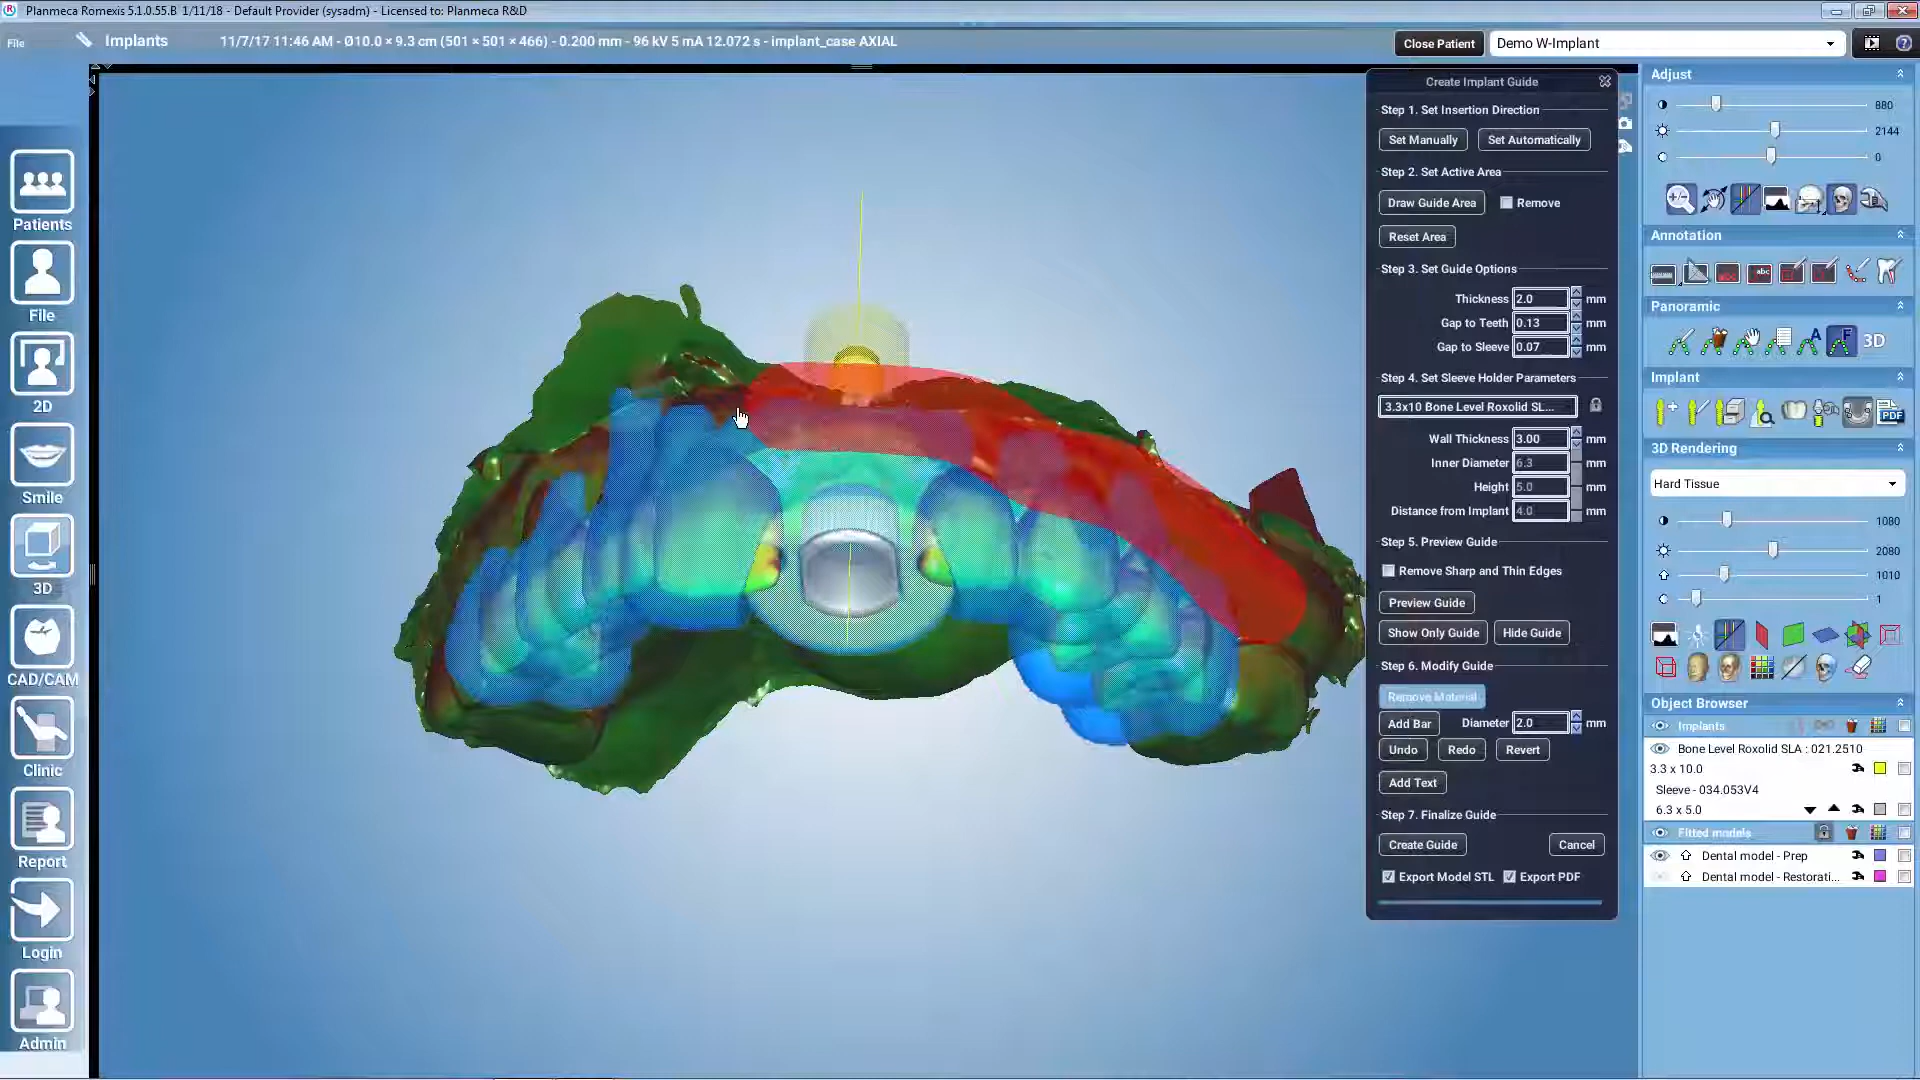 Planmeca Romexis 5.1.0.55.B 1/11/18 - Default Provider (sysadm) - Licensed to: Planmeca R&D
File
Implants
11/7/17 11:46 AM - Ø10.0 × 9.3 cm (501 × 501 × 466) - 0.200 mm - 96 kV 5 mA 12.072 s - implant_case AXIAL
Close Patient
Demo W-Implant
Patients
File
2D
Smile
3D
CAD/CAM
Clinic
Report
Login
Admin
Create Implant Guide
Step 1. Set Insertion Direction
Set Manually Set Automatically
Step 2. Set Active Area
Draw Guide Area Remove
Reset Area
Step 3. Set Guide Options
Thickness 2.0 mm
Gap to Teeth 0.13 mm
Gap to Sleeve 0.07 mm
Step 4. Set Sleeve Holder Parameters
3.3x10 Bone Level Roxolid SL...
Wall Thickness 3.00 mm
Inner Diameter 6.3 mm
Height 5.0 mm
Distance from Implant 4.0 mm
Step 5. Preview Guide
Remove Sharp and Thin Edges
Preview Guide
Show Only Guide Hide Guide
Step 6. Modify Guide
Remove Material
Add Bar Diameter 2.0 mm
Undo Redo Revert
Add Text
Step 7. Finalize Guide
Create Guide Cancel
Export Model STL Export PDF
Adjust
880
2144
0
Annotation
Panoramic
3D
Implant
PDF
3D Rendering
Hard Tissue
1080
2080
1010
1
Object Browser
Implants
Bone Level Roxolid SLA : 021.2510
3.3 x 10.0
Sleeve - 034.053V4
6.3 x 5.0
Fitted models
Dental model - Prep
Dental model - Restorati...